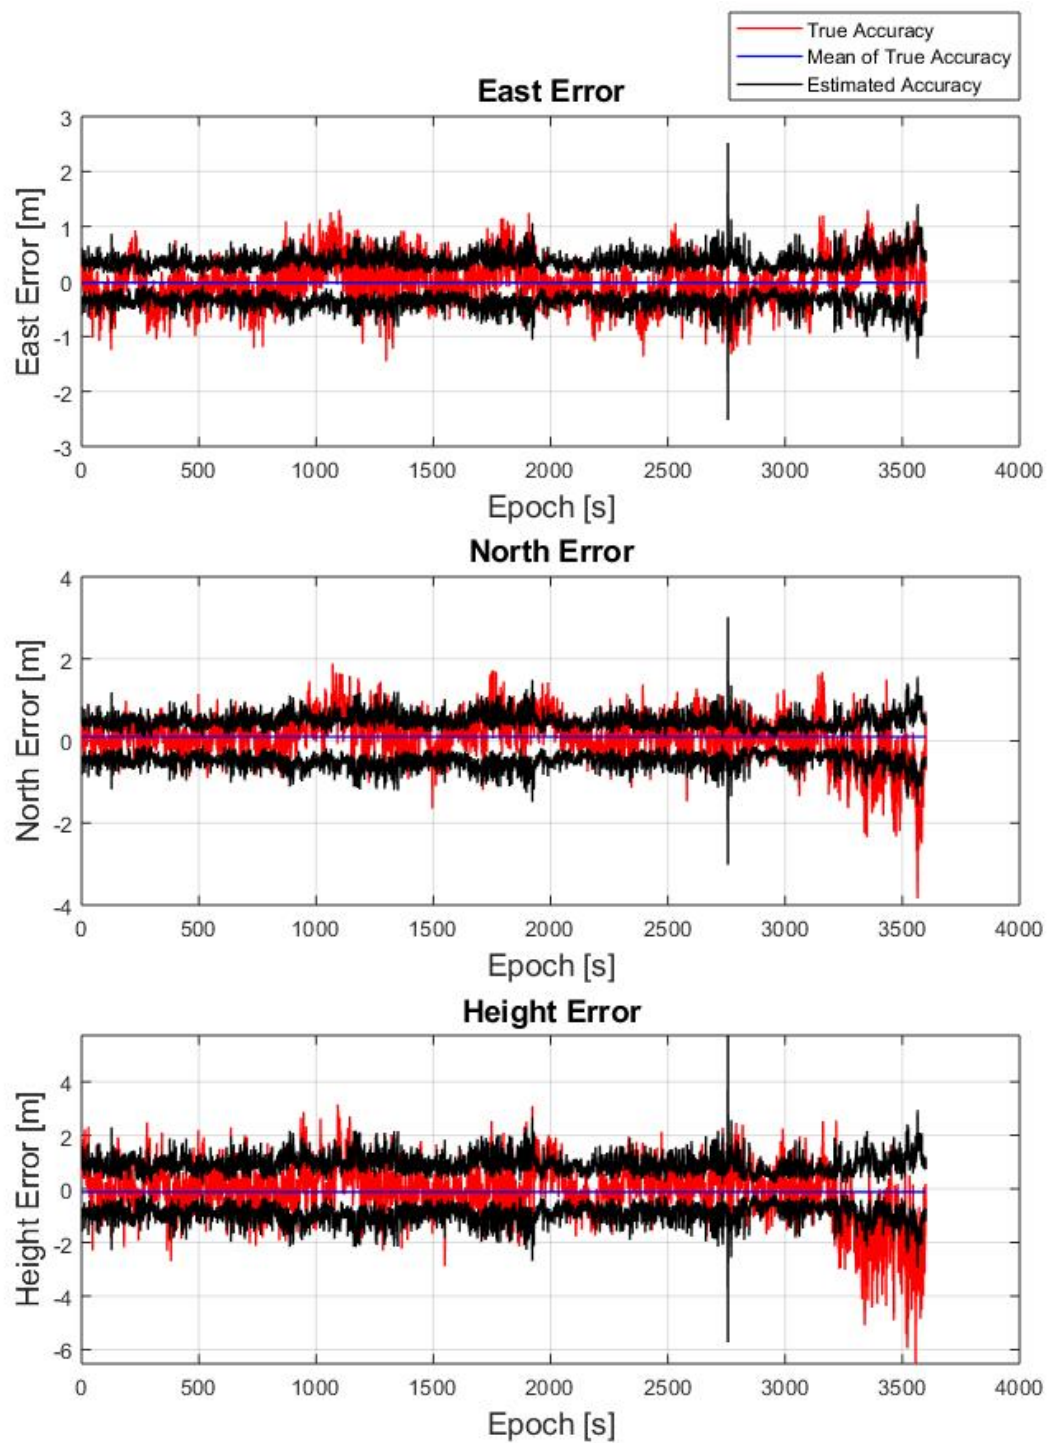 True Accuracy
Mean of True Accuracy
Estimated Accuracy
East Error
3
2
1
0
-1
-2
-3
East Error [m]
0 500 1000 1500 2000 2500 3000 3500 4000
Epoch [s]
North Error
4
2
0
-2
-4
North Error [m]
0 500 1000 1500 2000 2500 3000 3500 4000
Epoch [s]
Height Error
4
2
0
-2
-4
-6
Height Error [m]
0 500 1000 1500 2000 2500 3000 3500 4000
Epoch [s]